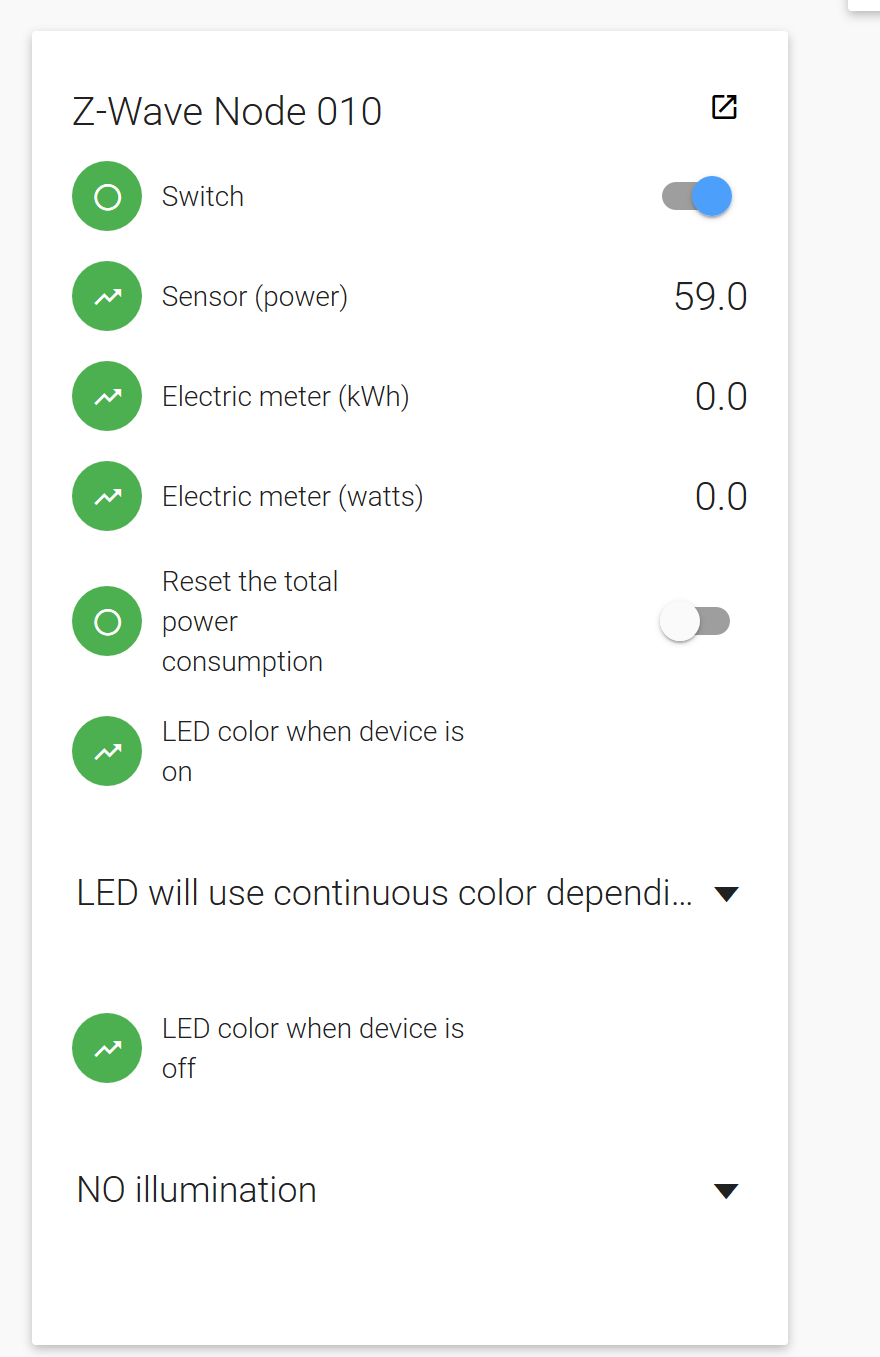 Z-Wave Node 010
Switch
Sensor (power)
59.0
Electric meter (kWh)
0.0
Electric meter (watts)
0.0
Reset the total
power
consumption
LED color when device is
on
LED will use continuous color dependi...
LED color when device is
off
NO illumination